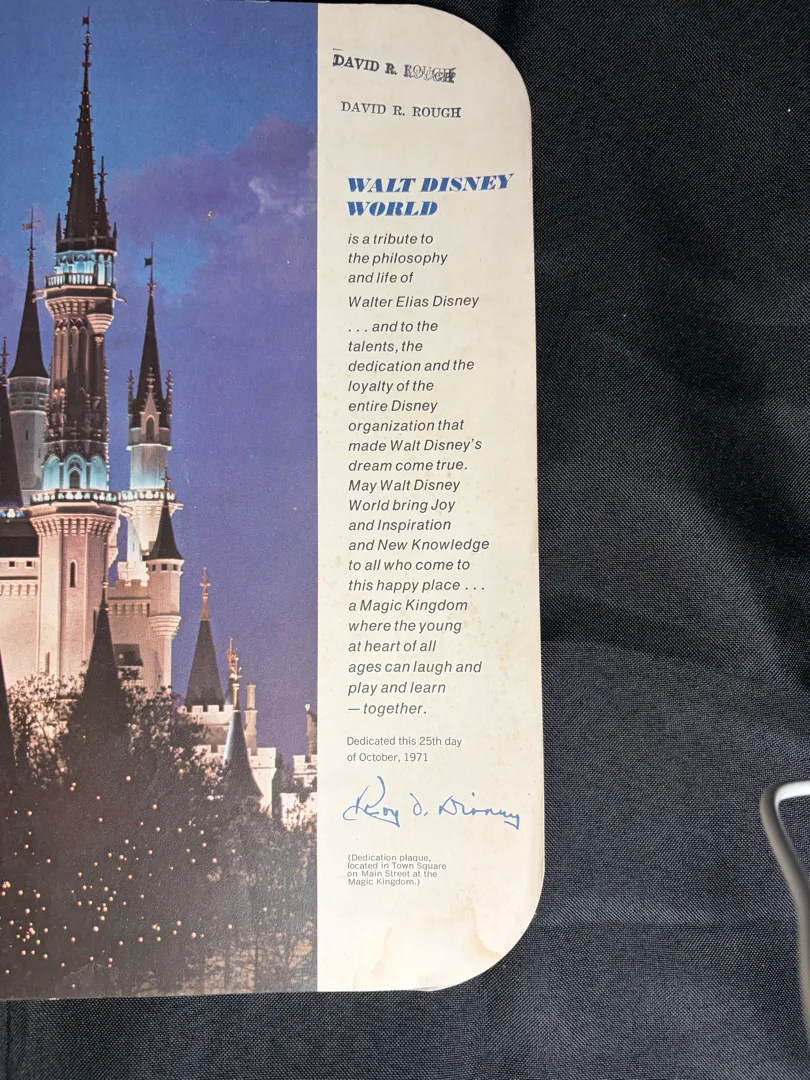 DAVID R. ROUGH
DAVID R. ROUGH
WALT DISNEY
WORLD
is a tribute to
the philosophy
and life of
Walter Elias Disney
. . . and to the
talents, the
dedication and the
loyalty of the
entire Disney
organization that
made Walt Disney's
dream come true.
May Walt Disney
World bring Joy
and Inspiration
and New Knowledge
to all who come to
this happy place . . .
a Magic Kingdom
where the young
at heart of all
ages can laugh and
play and learn
— together.
Dedicated this 25th day
of October, 1971
Roy O. Disney
(Dedication plaque,
located in Town Square
on Main Street at the
Magic Kingdom.)